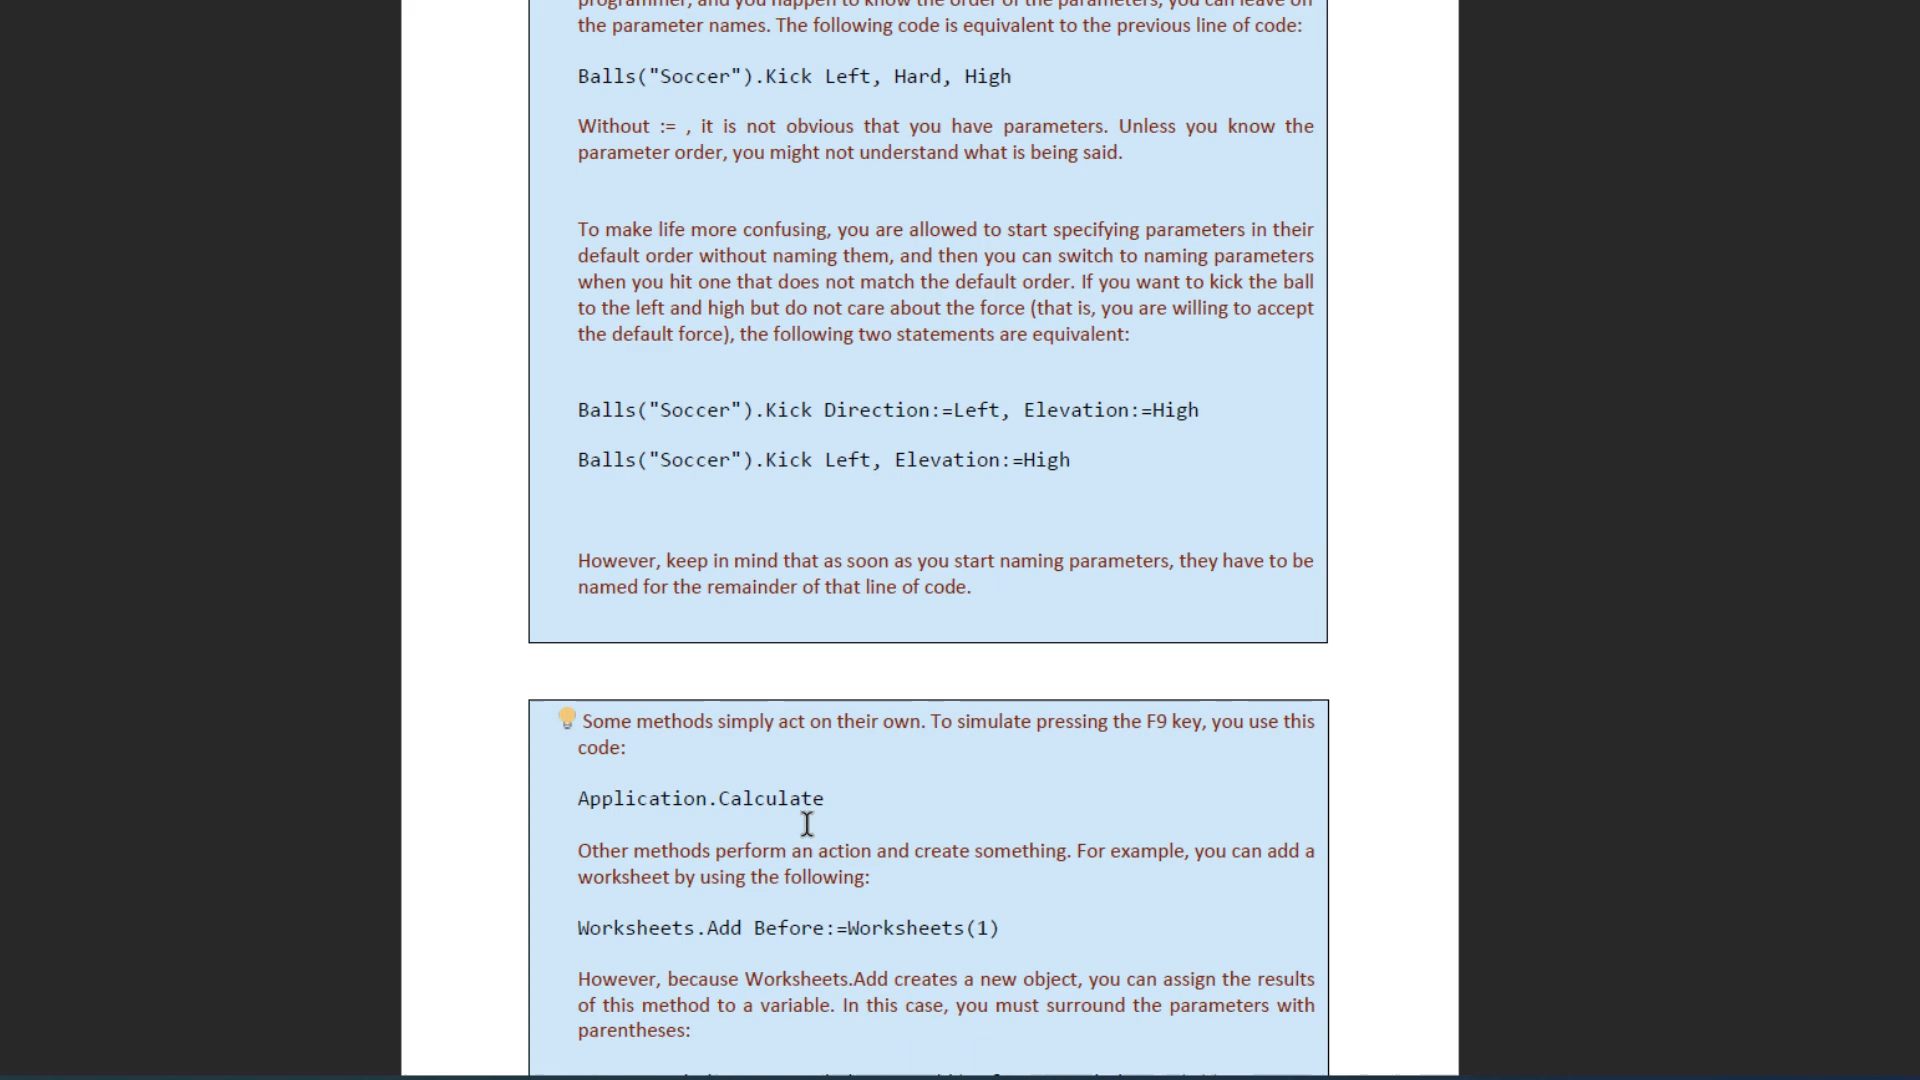 the parameter names. The following code is equivalent to the previous line of code:
Balls("Soccer").Kick Left, Hard, High
Without := , it is not obvious that you have parameters. Unless you know the
parameter order, you might not understand what is being said.
To make life more confusing, you are allowed to start specifying parameters in their
default order without naming them, and then you can switch to naming parameters
when you hit one that does not match the default order. If you want to kick the ball
to the left and high but do not care about the force (that is, you are willing to accept
the default force), the following two statements are equivalent:
Balls("Soccer").Kick Direction:=Left, Elevation:=High
Balls("Soccer").Kick Left, Elevation:=High
However, keep in mind that as soon as you start naming parameters, they have to be
named for the remainder of that line of code.
Some methods simply act on their own. To simulate pressing the F9 key, you use this
code:
Application.Calculate
Other methods perform an action and create something. For example, you can add a
worksheet by using the following:
Worksheets.Add Before:=Worksheets(1)
However, because Worksheets.Add creates a new object, you can assign the results
of this method to a variable. In this case, you must surround the parameters with
parentheses: